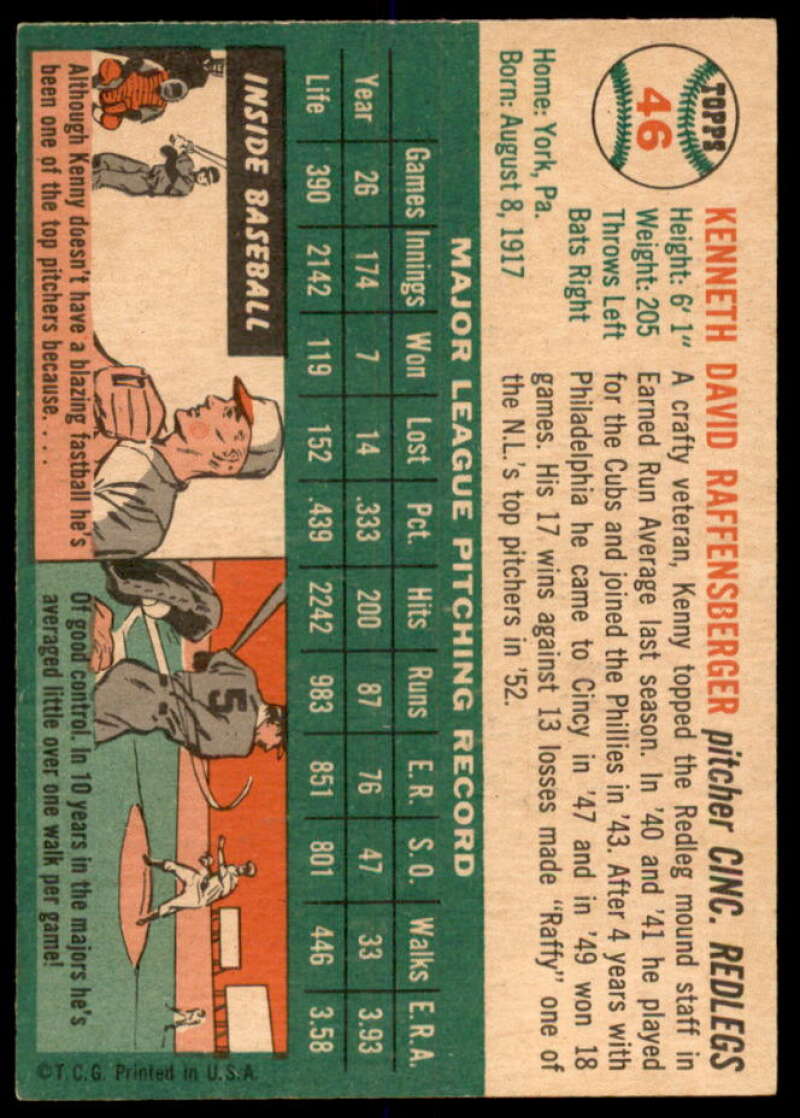 TOPPS
46
KENNETH DAVID RAFFENSBERGER pitcher CINC. REDLEGS
Height: 6' 1"
Weight: 205
Throws Left
Bats Right
Home: York, Pa.
Born: August 8, 1917
A crafty veteran, Kenny topped the Redleg mound staff in
Earned Run Average last season. In '40 and '41 he played
for the Cubs and joined the Phillies in '43. After 4 years with
Philadelphia he came to Cincy in '47 and in '49 won 18
games. His 17 wins against 13 losses made "Raffy" one of
the N.L.'s top pitchers in '52.
MAJOR LEAGUE PITCHING RECORD
Games Innings Won Lost Pct. Hits Runs E.R. S.O. Walks E.R.A.
Year 26 174 7 14 .333 200 87 76 47 33 3.93
Life 390 2142 119 152 .439 2242 983 851 801 446 3.58
INSIDE BASEBALL
Although Kenny doesn't have a blazing fastball he's
been one of the top pitchers because. . . .
5
Of good control. In 10 years in the majors he's
averaged little over one walk per game!
©T.C.G. Printed in U.S.A.